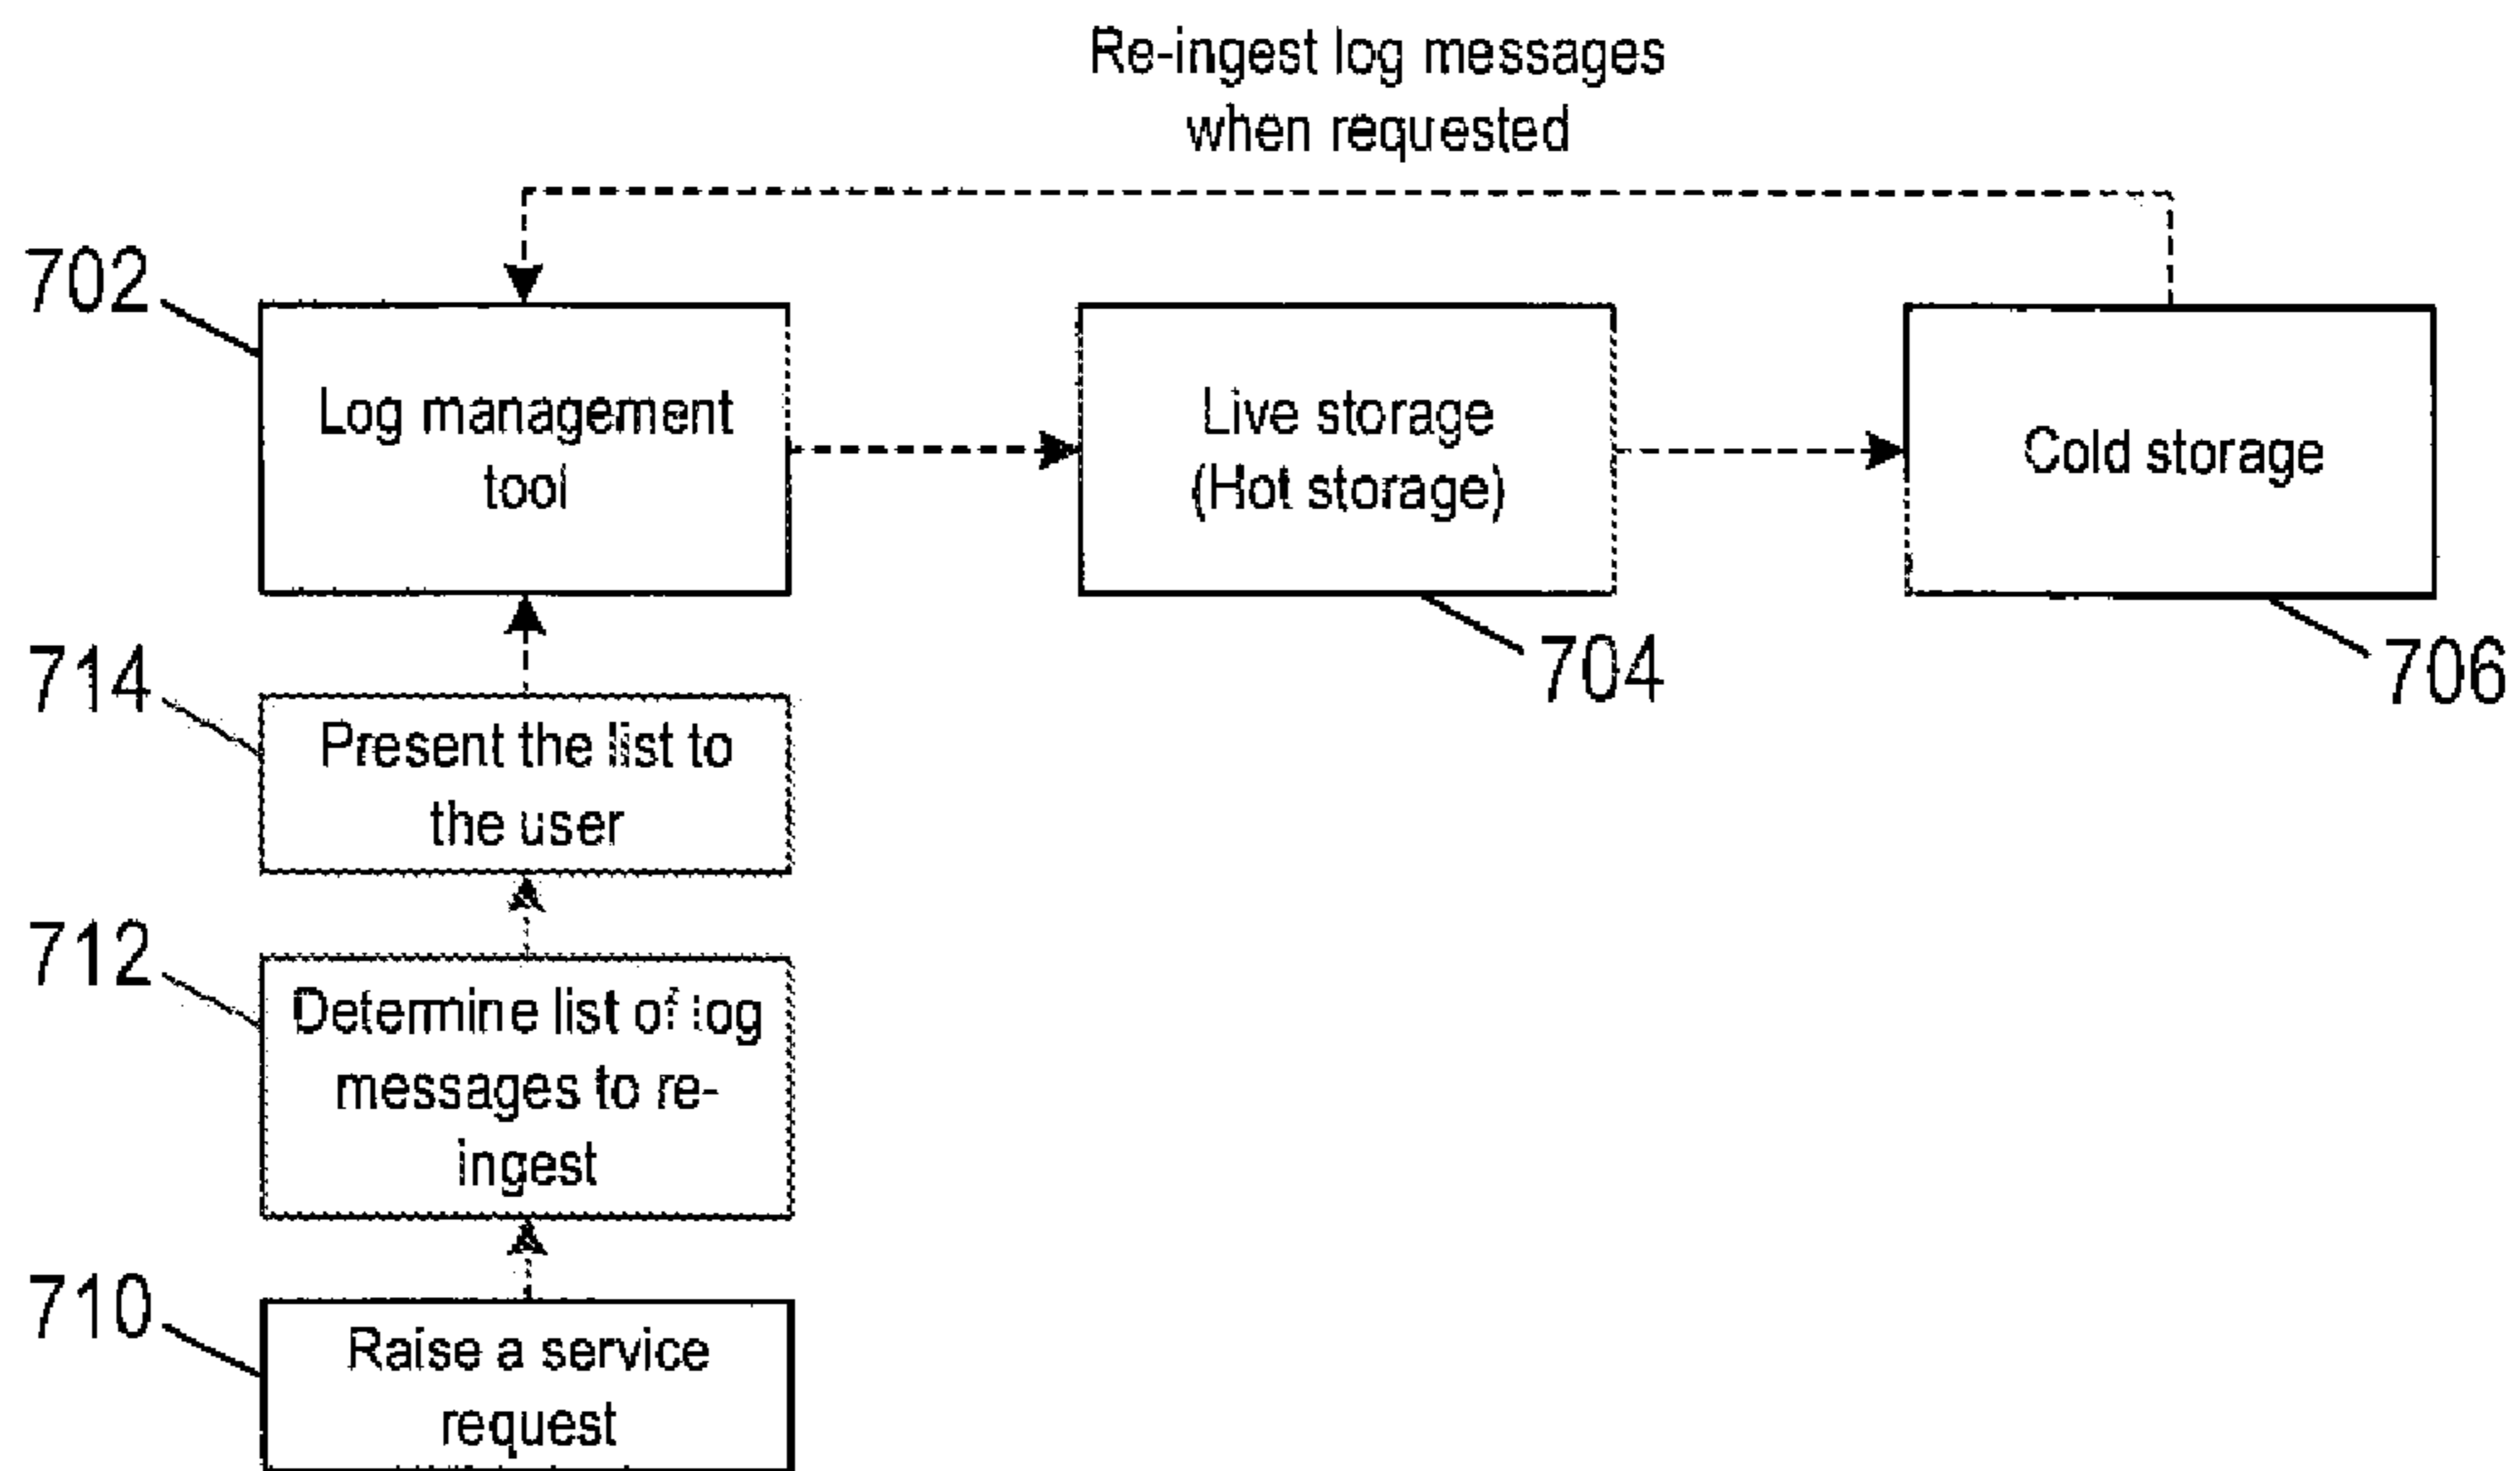 Re-ingest log messages
when requested
702
Log management
tool
Live storage
(Hot storage)
Cold storage
704
706
714
Present the list to
the user
712
Determine list of log
messages to re-
ingest
710
Raise a service
request